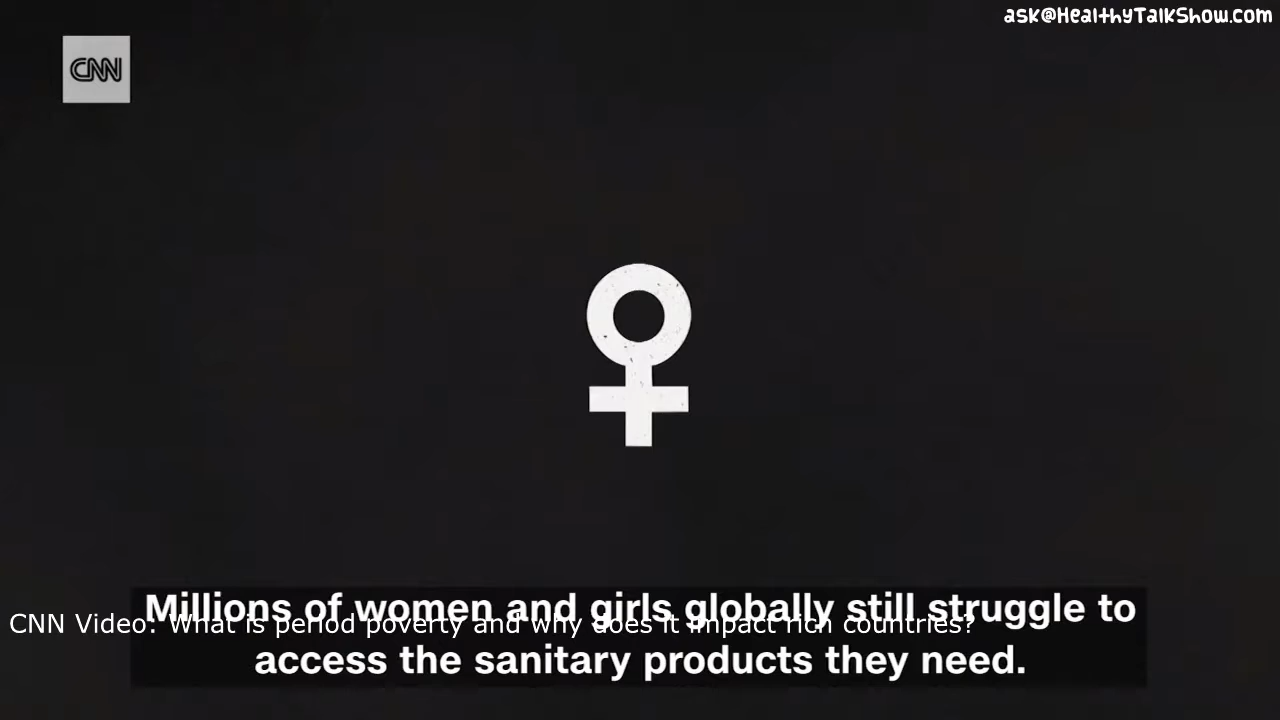 ask@HealthyTalkShow.com
CNN
Millions of women and girls globally still struggle to
CNN Video: What is period poverty and why does it impact rich countries?
access the sanitary products they need.